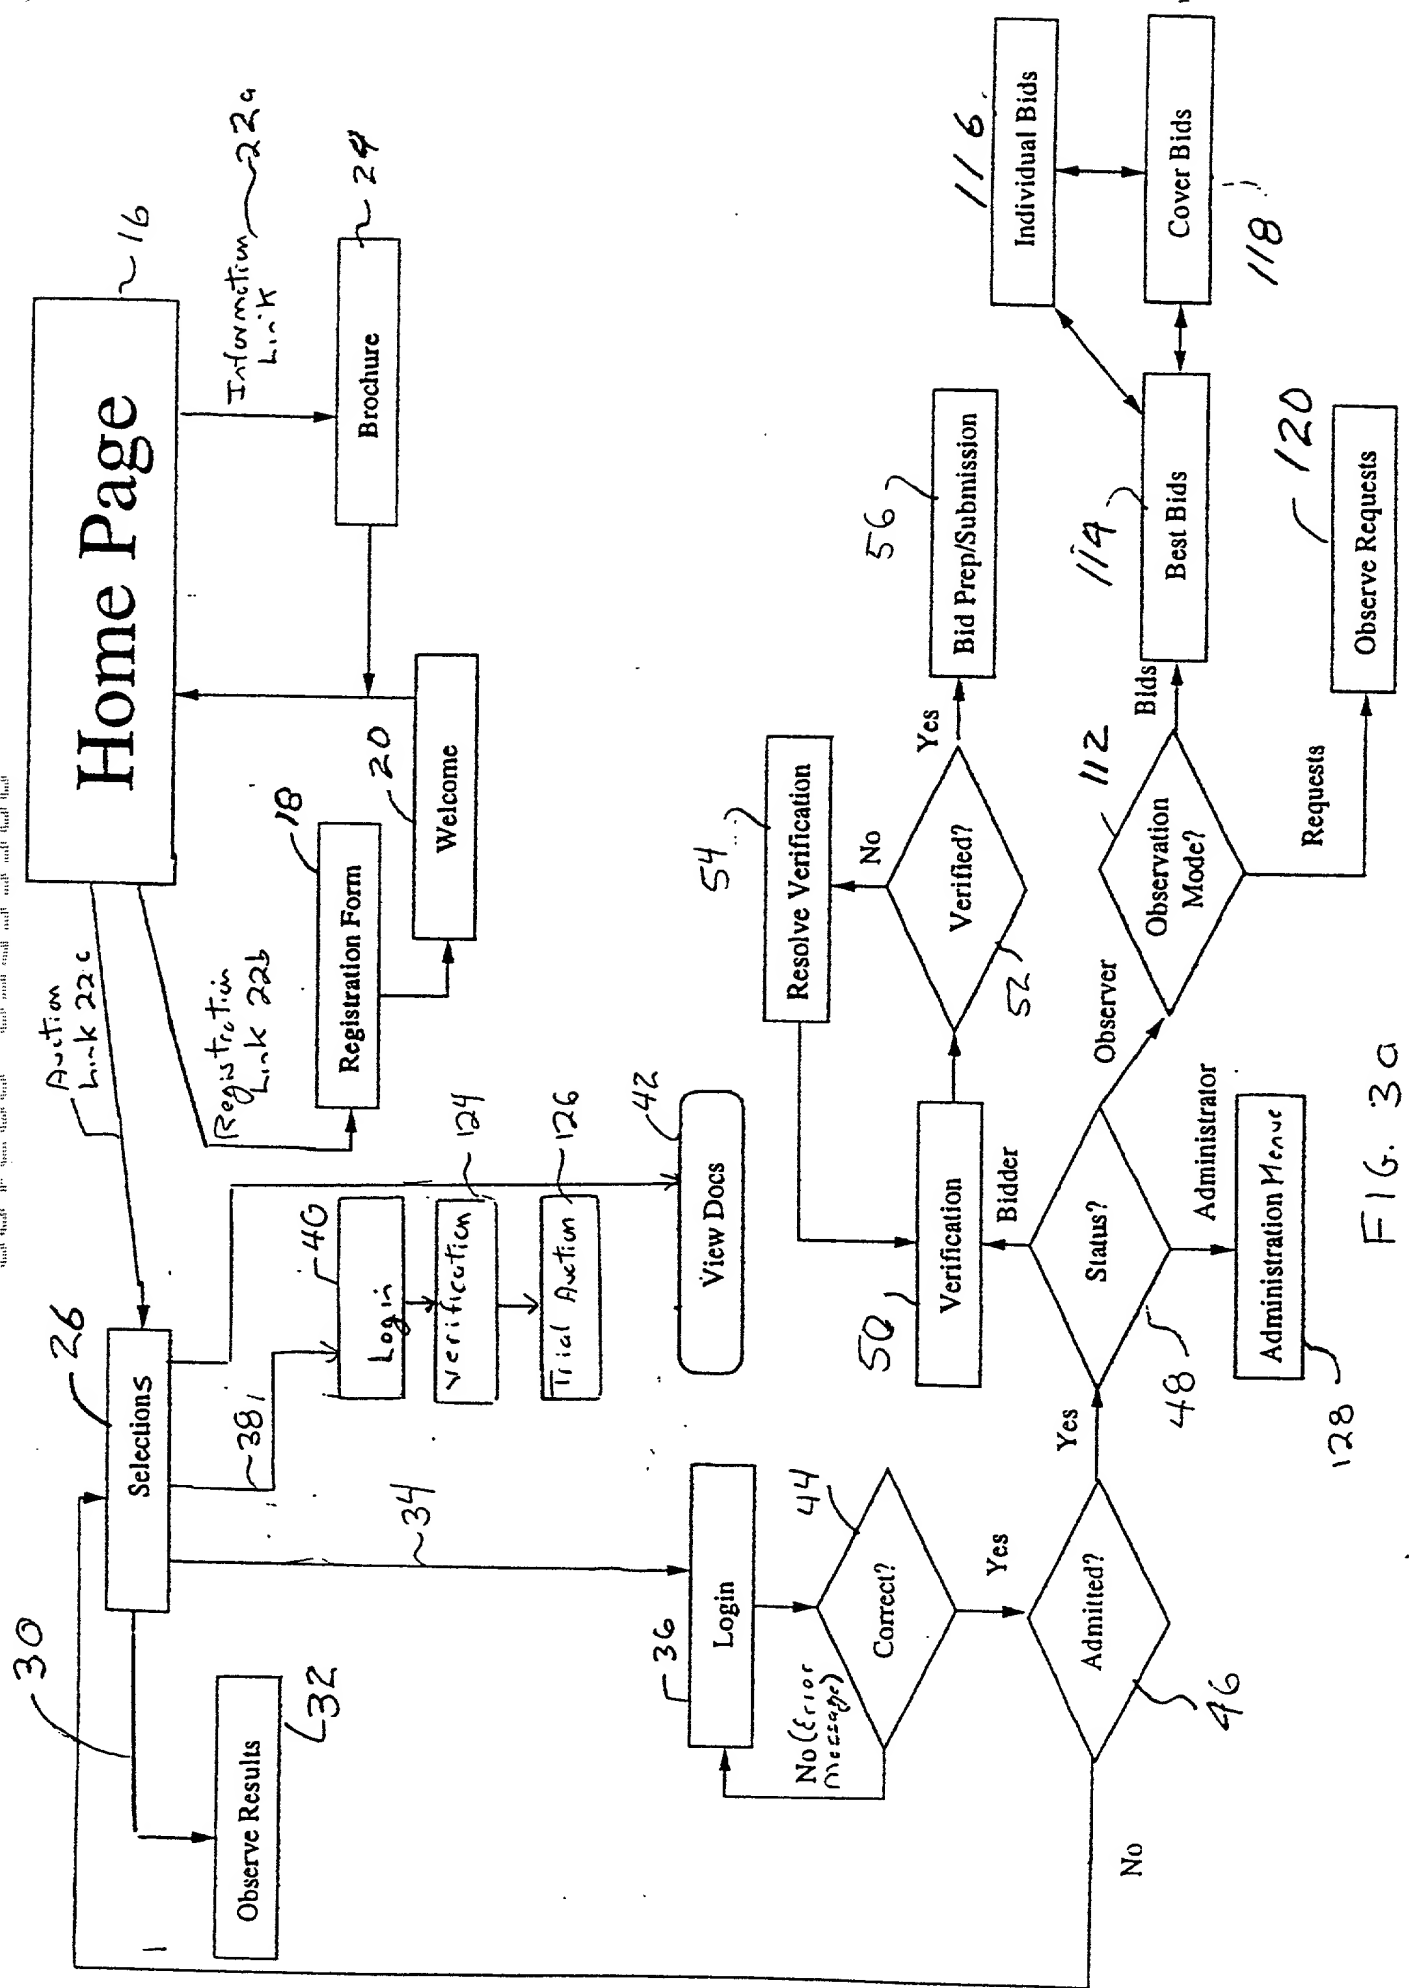 Home Page
16
Auction
Link 22c
Registration
Link 22b
Information 22a
Link
Brochure
24
Registration Form
18
Welcome
20
30
26
Selections
Observe Results
32
38
34
Login
40
Verification
124
Trial Auction
126
View Docs
42
36
Login
No (Error
Message)
Correct?
44
Yes
Admitted?
46
No
Yes
Status?
48
Bidder
Observer
Administrator
Administration Menue
128
50
Verification
Resolve Verification
54
No
Verified?
52
Yes
Bid Prep/Submission
56
Observation
Mode?
112
Bids
Requests
Best Bids
114
Individual Bids
116
Cover Bids
118
Observe Requests
120
FIG. 3a